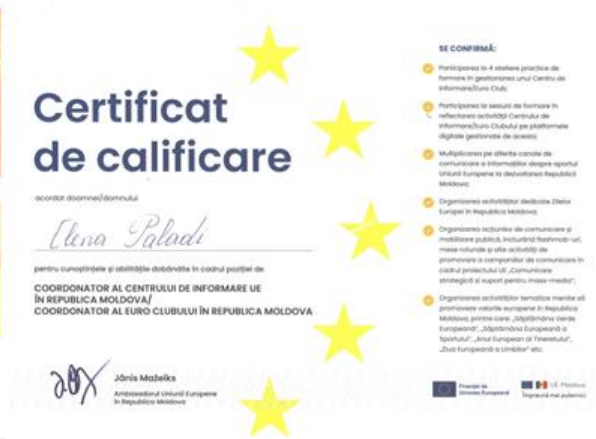 Certificat
de calificare
acordat doamnei/domnului
Elena Paladi
pentru cunoștințele și abilitățile dobândite în cadrul poziției de
COORDONATOR AL CENTRULUI DE INFORMARE UE
ÎN REPUBLICA MOLDOVA/
COORDONATOR AL EURO CLUBULUI ÎN REPUBLICA MOLDOVA
Jānis Mažeiks
Ambasadorul Uniunii Europene
în Republica Moldova
SE CONFIRMĂ:
Participarea la 4 ateliere practice de
formare în gestionarea unui Centru de
Informare/Euro Club;
Participarea la sesiuni de formare în
reflectarea activității Centrului de
Informare/Euro Clubului pe platformele
digitale gestionate de acesta;
Multiplicarea pe diferite canale de
comunicare a informațiilor despre aportul
Uniunii Europene la dezvoltarea Republicii
Moldova;
Organizarea activităților dedicate Zilelor
Europei în Republica Moldova;
Organizarea acțiunilor de comunicare și
mobilizare publică, incluzând flashmob-uri,
mese rotunde și alte activități de
promovare a campaniilor de comunicare în
cadrul proiectului UE „Comunicare
strategică și suport pentru mass-media”;
Organizarea activităților tematice menite să
promoveze valorile europene în Republica
Moldova, printre care: „Săptămâna Verde
Europeană”, „Săptămâna Europeană a
Sportului”, „Anul European al Tineretului”,
„Ziua Europeană a Limbilor” etc.
Finanțat de
Uniunea Europeană
UE Moldova
Împreună mai puternici